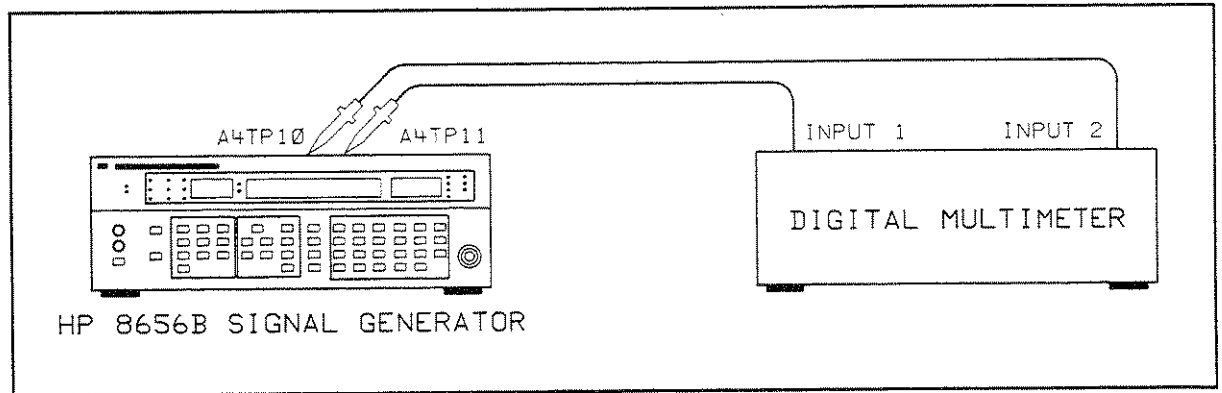 A4TP10 A4TP11
INPUT 1 INPUT 2
DIGITAL MULTIMETER
HP 8656B SIGNAL GENERATOR